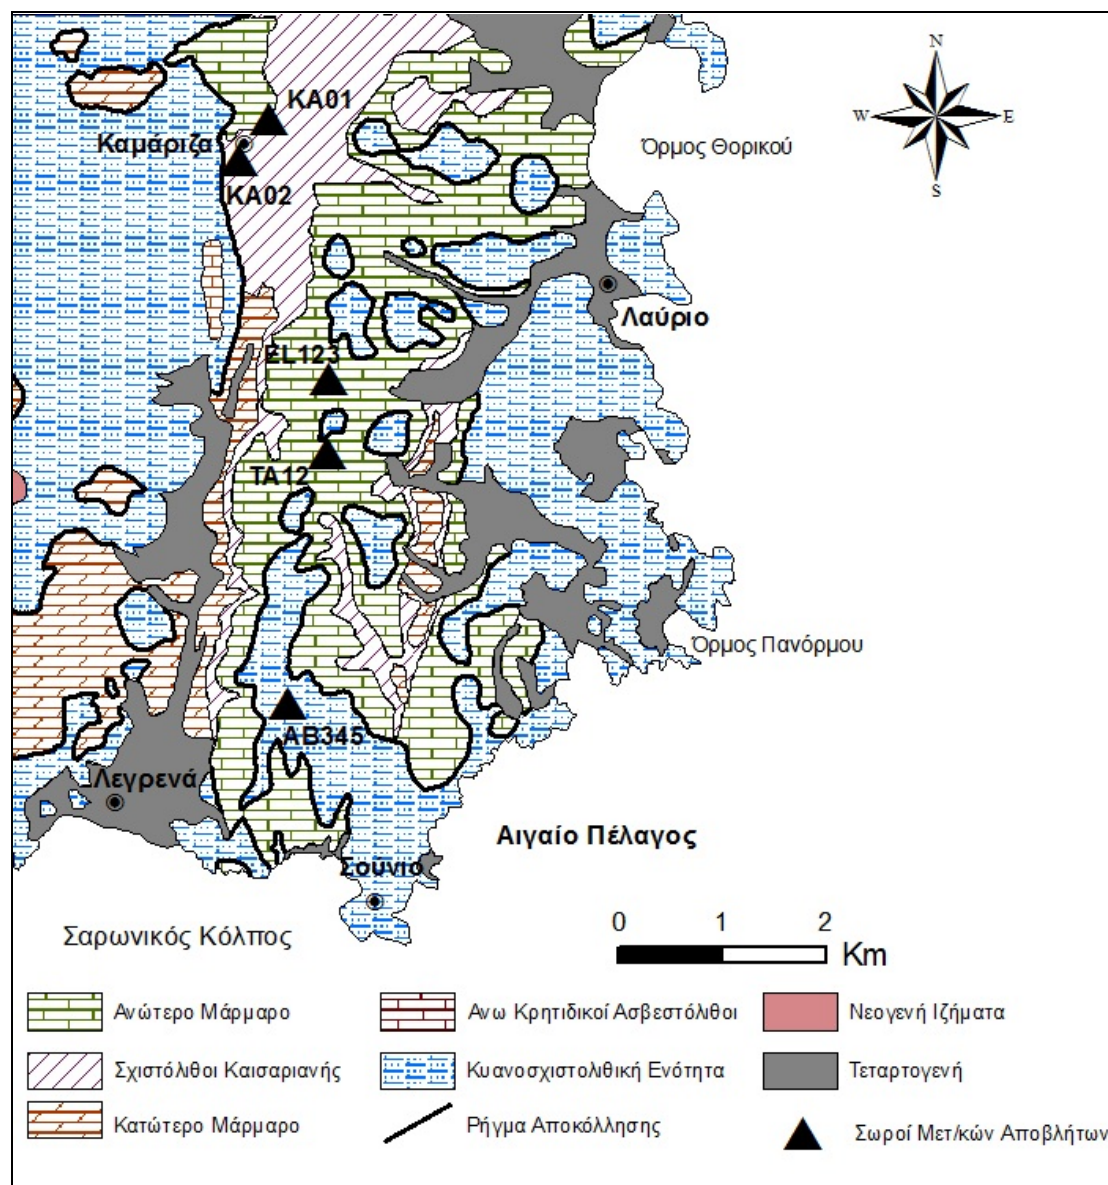 N
W E
S
KA01
Καμάριζα
KA02
Όρμος Θορικού
Λαύριο
EL123
TA12
Όρμος Πανόρμου
AB345
Λεγρενά
Αιγαίο Πέλαγος
Σούνιο
Σαρωνικός Κόλπος
0 1 2
Km
Ανώτερο Μάρμαρο
Ανω Κρητιδικοί Ασβεστόλιθοι
Νεογενή Ιζήματα
Σχιστόλιθοι Καισαριανής
Κυανοσχιστολιθική Ενότητα
Τεταρτογενή
Κατώτερο Μάρμαρο
Ρήγμα Αποκόλλησης
Σωροί Μετ/κών Αποβλήτων